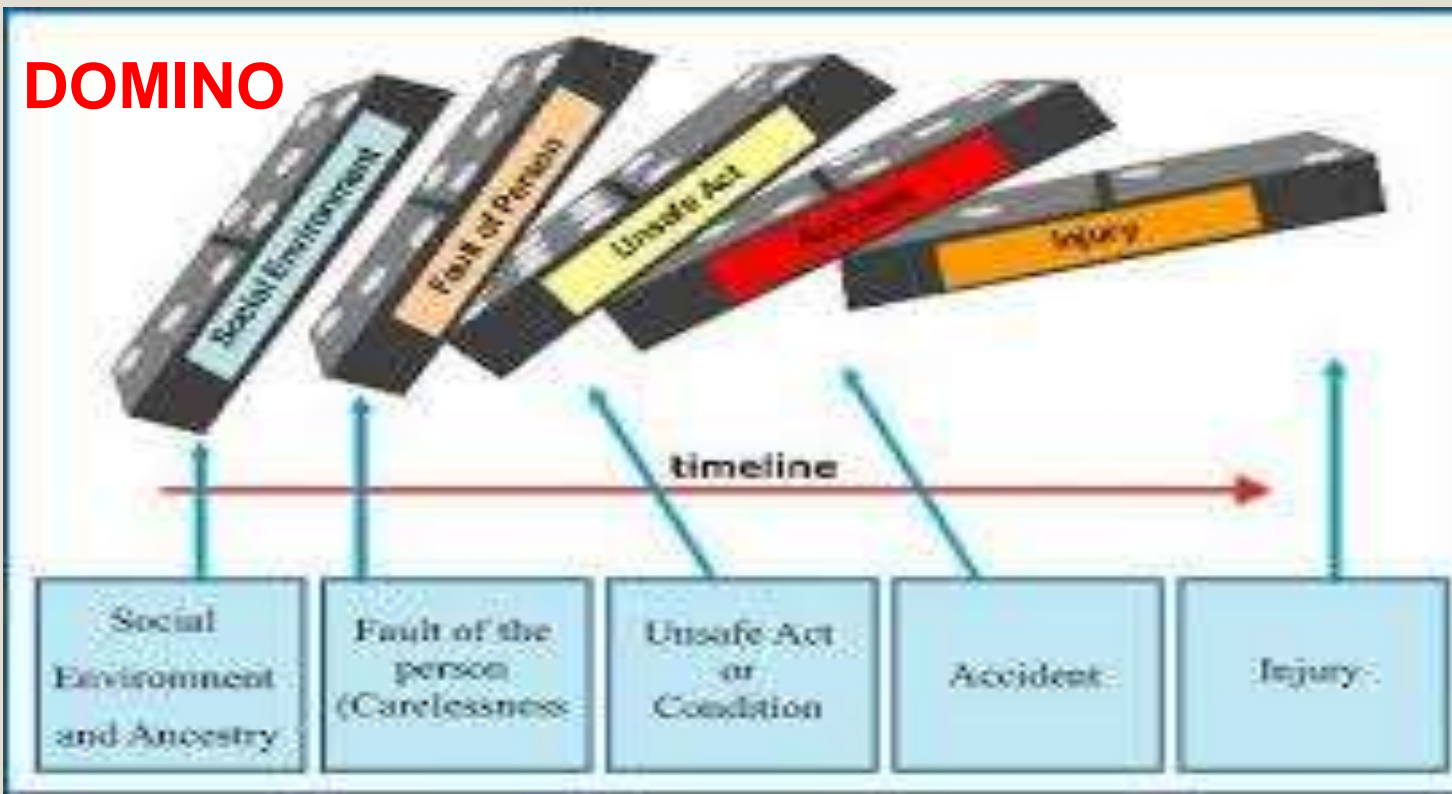 DOMINO
Social Environment
Fault of Person
Unsafe Act
Accident
Injury
timeline
Social
Environment
and Ancestry
Fault of the
person
(Carelessness
Unsafe Act
or
Condition
Accident
Injury